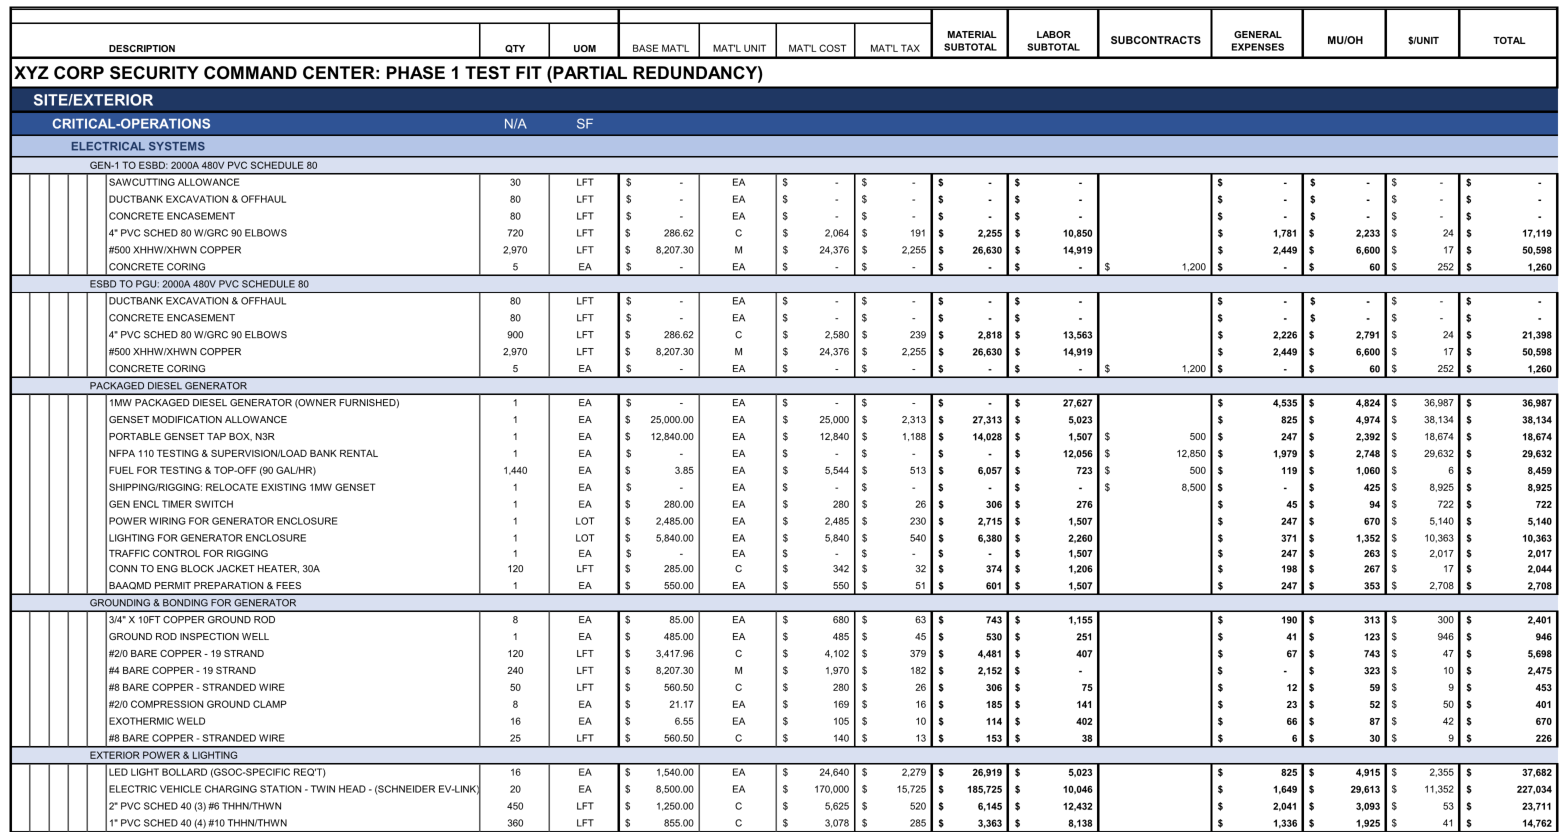 DESCRIPTION QTY UOM BASE MAT'L MAT'L UNIT MAT'L COST MAT'L TAX MATERIAL SUBTOTAL LABOR SUBTOTAL SUBCONTRACTS GENERAL EXPENSES MU/OH $/UNIT TOTAL
XYZ CORP SECURITY COMMAND CENTER: PHASE 1 TEST FIT (PARTIAL REDUNDANCY)
SITE/EXTERIOR
CRITICAL-OPERATIONS N/A SF
ELECTRICAL SYSTEMS
GEN-1 TO ESBD: 2000A 480V PVC SCHEDULE 80
SAWCUTTING ALLOWANCE 30 LFT $ - EA $ - $ - $ - $ - $ - $ - $ - $ -
DUCTBANK EXCAVATION & OFFHAUL 80 LFT $ - EA $ - $ - $ - $ - $ - $ - $ - $ -
CONCRETE ENCASEMENT 80 LFT $ - EA $ - $ - $ - $ - $ - $ - $ - $ -
4" PVC SCHED 80 W/GRC 90 ELBOWS 720 LFT $ 286.62 C $ 2,064 $ 191 $ 2,255 $ 10,850 $ 1,781 $ 2,233 $ 24 $ 17,119
#500 XHHW/XHWN COPPER 2,970 LFT $ 8,207.30 M $ 24,376 $ 2,255 $ 26,630 $ 14,919 $ 2,449 $ 6,600 $ 17 $ 50,598
CONCRETE CORING 5 EA $ - EA $ - $ - $ - $ - $ 1,200 $ - $ 60 $ 252 $ 1,260
ESBD TO PGU: 2000A 480V PVC SCHEDULE 80
DUCTBANK EXCAVATION & OFFHAUL 80 LFT $ - EA $ - $ - $ - $ - $ - $ - $ - $ -
CONCRETE ENCASEMENT 80 LFT $ - EA $ - $ - $ - $ - $ - $ - $ - $ -
4" PVC SCHED 80 W/GRC 90 ELBOWS 900 LFT $ 286.62 C $ 2,580 $ 239 $ 2,818 $ 13,563 $ 2,226 $ 2,791 $ 24 $ 21,398
#500 XHHW/XHWN COPPER 2,970 LFT $ 8,207.30 M $ 24,376 $ 2,255 $ 26,630 $ 14,919 $ 2,449 $ 6,600 $ 17 $ 50,598
CONCRETE CORING 5 EA $ - EA $ - $ - $ - $ - $ 1,200 $ - $ 60 $ 252 $ 1,260
PACKAGED DIESEL GENERATOR
1MW PACKAGED DIESEL GENERATOR (OWNER FURNISHED) 1 EA $ - EA $ - $ - $ - $ 27,627 $ 4,535 $ 4,824 $ 36,987 $ 36,987
GENSET MODIFICATION ALLOWANCE 1 EA $ 25,000.00 EA $ 25,000 $ 2,313 $ 27,313 $ 5,023 $ 825 $ 4,974 $ 38,134 $ 38,134
PORTABLE GENSET TAP BOX, N3R 1 EA $ 12,840.00 EA $ 12,840 $ 1,188 $ 14,028 $ 1,507 $ 500 $ 247 $ 2,392 $ 18,674 $ 18,674
NFPA 110 TESTING & SUPERVISION/LOAD BANK RENTAL 1 EA $ - EA $ - $ - $ - $ 12,056 $ 12,850 $ 1,979 $ 2,748 $ 29,632 $ 29,632
FUEL FOR TESTING & TOP-OFF (90 GAL/HR) 1,440 EA $ 3.85 EA $ 5,544 $ 513 $ 6,057 $ 723 $ 500 $ 119 $ 1,060 $ 6 $ 8,459
SHIPPING/RIGGING: RELOCATE EXISTING 1MW GENSET 1 EA $ - EA $ - $ - $ - $ - $ 8,500 $ - $ 425 $ 8,925 $ 8,925
GEN ENCL TIMER SWITCH 1 EA $ 280.00 EA $ 280 $ 26 $ 306 $ 276 $ 45 $ 94 $ 722 $ 722
POWER WIRING FOR GENERATOR ENCLOSURE 1 LOT $ 2,485.00 EA $ 2,485 $ 230 $ 2,715 $ 1,507 $ 247 $ 670 $ 5,140 $ 5,140
LIGHTING FOR GENERATOR ENCLOSURE 1 LOT $ 5,840.00 EA $ 5,840 $ 540 $ 6,380 $ 2,260 $ 371 $ 1,352 $ 10,363 $ 10,363
TRAFFIC CONTROL FOR RIGGING 1 EA $ - EA $ - $ - $ - $ 1,507 $ 247 $ 263 $ 2,017 $ 2,017
CONN TO ENG BLOCK JACKET HEATER, 30A 120 LFT $ 285.00 C $ 342 $ 32 $ 374 $ 1,206 $ 198 $ 267 $ 17 $ 2,044
BAAQMD PERMIT PREPARATION & FEES 1 EA $ 550.00 EA $ 550 $ 51 $ 601 $ 1,507 $ 247 $ 353 $ 2,708 $ 2,708
GROUNDING & BONDING FOR GENERATOR
3/4" X 10FT COPPER GROUND ROD 8 EA $ 85.00 EA $ 680 $ 63 $ 743 $ 1,155 $ 190 $ 313 $ 300 $ 2,401
GROUND ROD INSPECTION WELL 1 EA $ 485.00 EA $ 485 $ 45 $ 530 $ 251 $ 41 $ 123 $ 946 $ 946
#2/0 BARE COPPER - 19 STRAND 120 LFT $ 3,417.96 C $ 4,102 $ 379 $ 4,481 $ 407 $ 67 $ 743 $ 47 $ 5,698
#4 BARE COPPER - 19 STRAND 240 LFT $ 8,207.30 M $ 1,970 $ 182 $ 2,152 $ - $ - $ 323 $ 10 $ 2,475
#8 BARE COPPER - STRANDED WIRE 50 LFT $ 560.50 C $ 280 $ 26 $ 306 $ 75 $ 12 $ 59 $ 9 $ 453
#2/0 COMPRESSION GROUND CLAMP 8 EA $ 21.17 EA $ 169 $ 16 $ 185 $ 141 $ 23 $ 52 $ 50 $ 401
EXOTHERMIC WELD 16 EA $ 6.55 EA $ 105 $ 10 $ 114 $ 402 $ 66 $ 87 $ 42 $ 670
#8 BARE COPPER - STRANDED WIRE 25 LFT $ 560.50 C $ 140 $ 13 $ 153 $ 38 $ 6 $ 30 $ 9 $ 226
EXTERIOR POWER & LIGHTING
LED LIGHT BOLLARD (GSOC-SPECIFIC REQ'T) 16 EA $ 1,540.00 EA $ 24,640 $ 2,279 $ 26,919 $ 5,023 $ 825 $ 4,915 $ 2,355 $ 37,682
ELECTRIC VEHICLE CHARGING STATION - TWIN HEAD - (SCHNEIDER EV-LINK) 20 EA $ 8,500.00 EA $ 170,000 $ 15,725 $ 185,725 $ 10,046 $ 1,649 $ 29,613 $ 11,352 $ 227,034
2" PVC SCHED 40 (3) #6 THHN/THWN 450 LFT $ 1,250.00 C $ 5,625 $ 520 $ 6,145 $ 12,432 $ 2,041 $ 3,093 $ 53 $ 23,711
1" PVC SCHED 40 (4) #10 THHN/THWN 360 LFT $ 855.00 C $ 3,078 $ 285 $ 3,363 $ 8,138 $ 1,336 $ 1,925 $ 41 $ 14,762